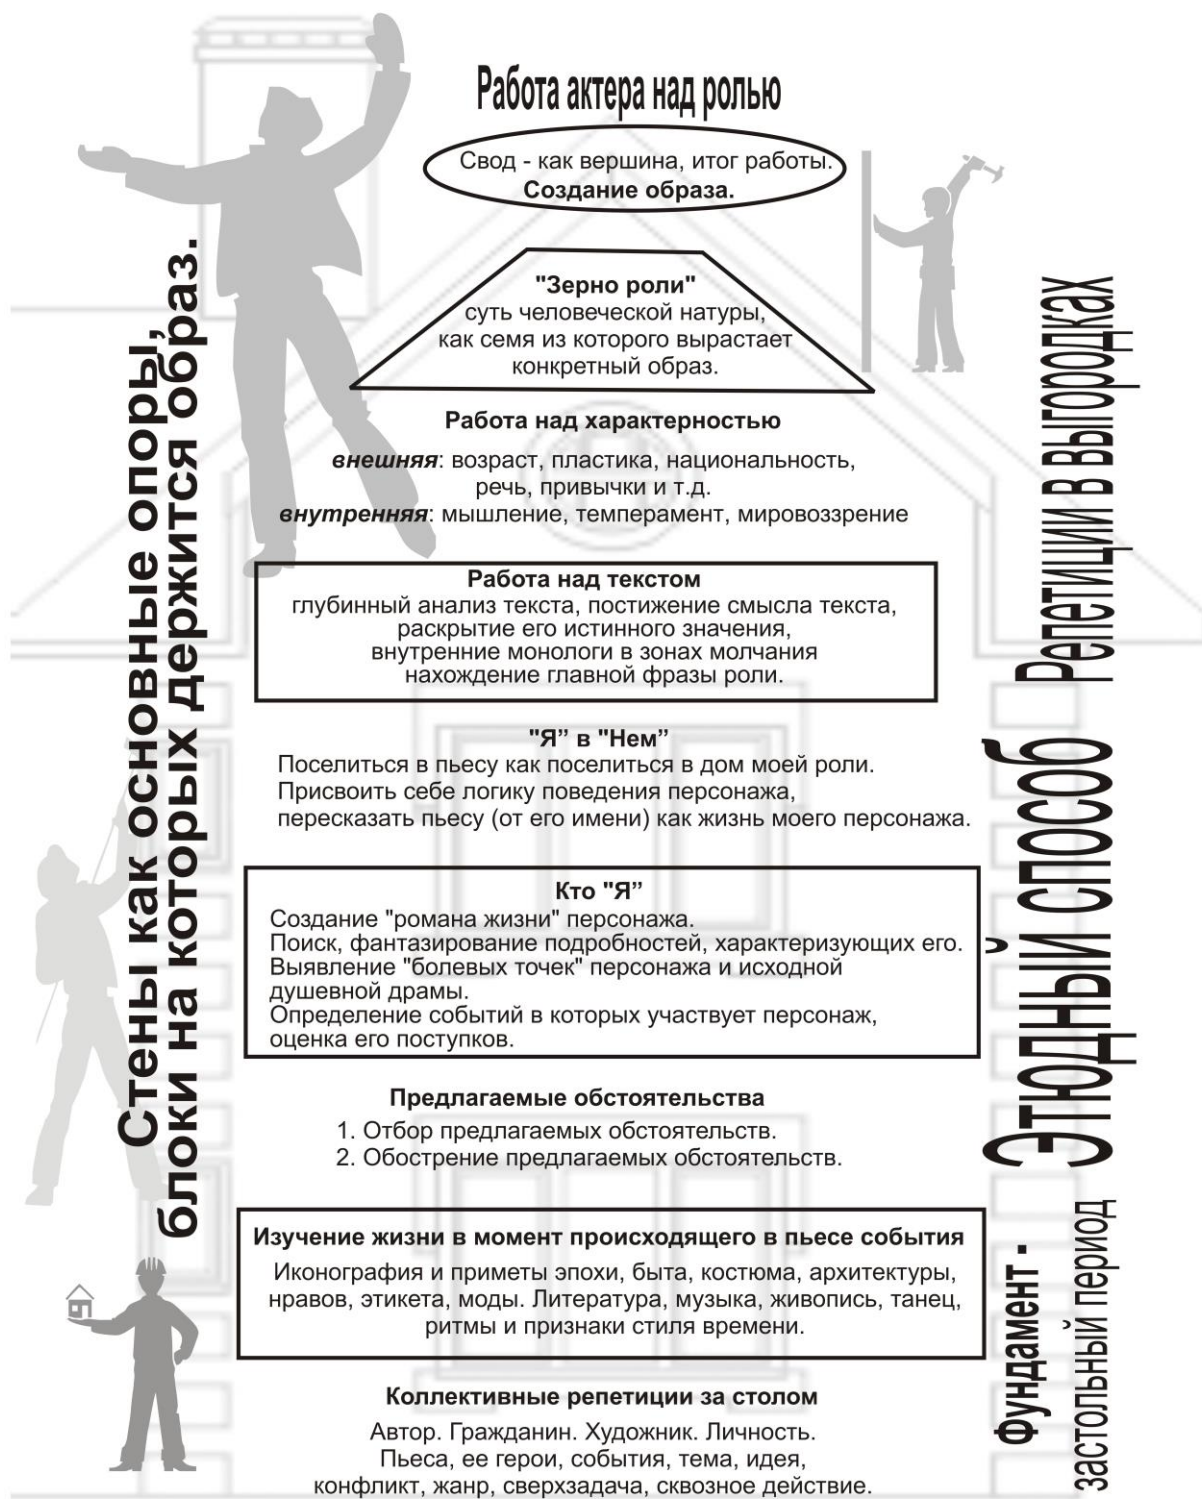 Работа актера над ролью
Свод - как вершина, итог работы.
Создание образа.
"Зерно роли"
суть человеческой натуры,
как семя из которого вырастает
конкретный образ.
Работа над характерностью
внешняя: возраст, пластика, национальность,
речь, привычки и т.д.
внутренняя: мышление, темперамент, мировоззрение
Работа над текстом
глубинный анализ текста, постижение смысла текста,
раскрытие его истинного значения,
внутренние монологи в зонах молчания
нахождение главной фразы роли.
"Я” в "Нем”
Поселиться в пьесу как поселиться в дом моей роли.
Присвоить себе логику поведения персонажа,
пересказать пьесу (от его имени) как жизнь моего персонажа.
Кто "Я”
Создание "романа жизни" персонажа.
Поиск, фантазирование подробностей, характеризующих его.
Выявление "болевых точек" персонажа и исходной
душевной драмы.
Определение событий в которых участвует персонаж,
оценка его поступков.
Предлагаемые обстоятельства
1. Отбор предлагаемых обстоятельств.
2. Обострение предлагаемых обстоятельств.
Изучение жизни в момент происходящего в пьесе события
Иконография и приметы эпохи, быта, костюма, архитектуры,
нравов, этикета, моды. Литература, музыка, живопись, танец,
ритмы и признаки стиля времени.
Коллективные репетиции за столом
Автор. Гражданин. Художник. Личность.
Пьеса, ее герои, события, тема, идея,
конфликт, жанр, сверхзадача, сквозное действие.
Стены как основные опоры,
блоки на которых держится образ.
Фундамент -
застольный период
Этюдный способ
Репетиции в выгородках